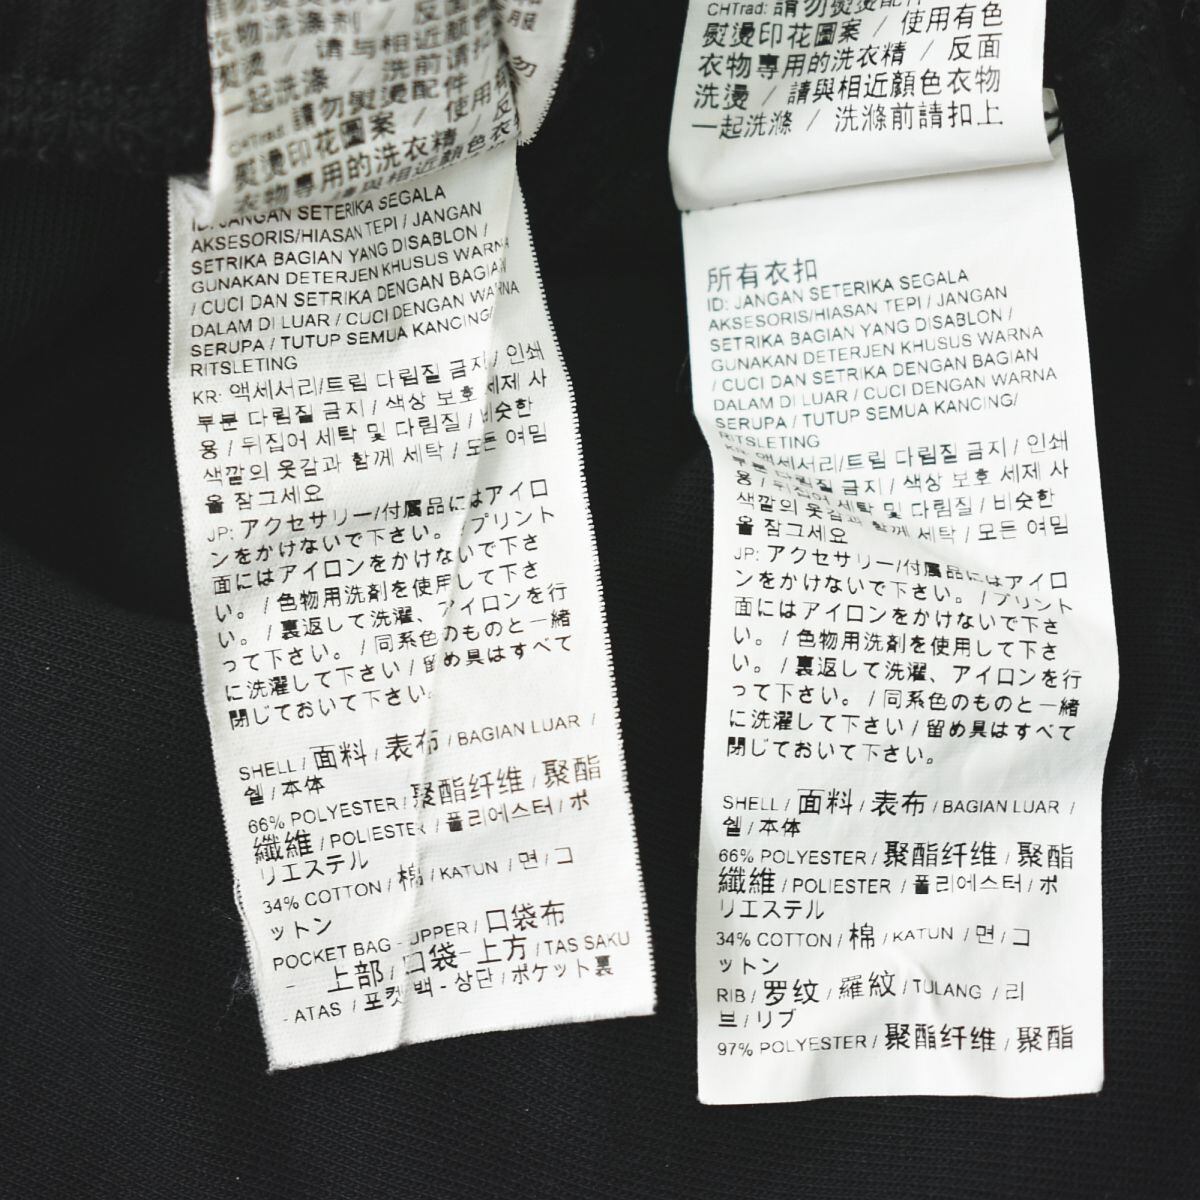 衣物洗滌剂 / 反面
熨烫 / 请与相近颜色
一起洗涤 / 洗前请扣
CHTrad: 請勿熨燙配件 /
熨燙印花圖案 / 使用有
衣物專用的洗衣精 / 反
ID: JANGAN SETERIKA SEGALA
AKSESORIS/HIASAN TEPI / JANGAN
SETRIKA BAGIAN YANG DISABLON /
GUNAKAN DETERJEN KHUSUS WARNA
/ CUCI DAN SETRIKA DENGAN BAGIAN
DALAM DI LUAR / CUCI DENGAN WARNA
SERUPA / TUTUP SEMUA KANCING/
RITSLETING
KR: 액세서리/트림 다림질 금지 / 인쇄
부분 다림질 금지 / 색상 보호 세제 사
용 / 뒤집어 세탁 및 다림질 / 비슷한
색깔의 옷감과 함께 세탁 / 모든 여밈
을 잠그세요
JP: アクセサリー/付属品にはアイロ
ンをかけないで下さい。/プリント
面にはアイロンをかけないで下さ
い。/ 色物用洗剤を使用して下さ
い。/ 裏返して洗濯、アイロンを行
って下さい。/ 同系色のものと一緒
に洗濯して下さい / 留め具はすべて
閉じておいて下さい。
SHELL / 面料 / 表布 / BAGIAN LUAR /
쉘 / 本体
66% POLYESTER / 聚酯纤维 / 聚酯
纖維 / POLIESTER / 폴리에스터 / ポ
リエステル
34% COTTON / 棉 / KATUN / 면 / コ
ットン
POCKET BAG - UPPER / 口袋布
- 上部 / 口袋 - 上方 / TAS SAKU
- ATAS / 포켓 백 - 상단 / ポケット裏
CHTrad: 請勿熨燙配件 /
熨燙印花圖案 / 使用有色
衣物專用的洗衣精 / 反面
洗燙 / 請與相近顏色衣物
一起洗滌 / 洗滌前請扣上
所有衣扣
ID: JANGAN SETERIKA SEGALA
AKSESORIS/HIASAN TEPI / JANGAN
SETRIKA BAGIAN YANG DISABLON /
GUNAKAN DETERJEN KHUSUS WARNA
/ CUCI DAN SETRIKA DENGAN BAGIAN
DALAM DI LUAR / CUCI DENGAN WARNA
SERUPA / TUTUP SEMUA KANCING/
RITSLETING
KR: 액세서리/트림 다림질 금지 / 인쇄
부분 다림질 금지 / 색상 보호 세제 사
용 / 뒤집어 세탁 및 다림질 / 비슷한
색깔의 옷감과 함께 세탁 / 모든 여밈
을 잠그세요
JP: アクセサリー/付属品にはアイロ
ンをかけないで下さい。/プリント
面にはアイロンをかけないで下さ
い。/ 色物用洗剤を使用して下さ
い。/ 裏返して洗濯、アイロンを行
って下さい。/ 同系色のものと一緒
に洗濯して下さい / 留め具はすべて
閉じておいて下さい。
SHELL / 面料 / 表布 / BAGIAN LUAR /
쉘 / 本体
66% POLYESTER / 聚酯纤维 / 聚酯
纖維 / POLIESTER / 폴리에스터 / ポ
リエステル
34% COTTON / 棉 / KATUN / 면 / コ
ットン
RIB / 罗纹 / 羅紋 / TULANG / 리
브 / リブ
97% POLYESTER / 聚酯纤维 / 聚酯